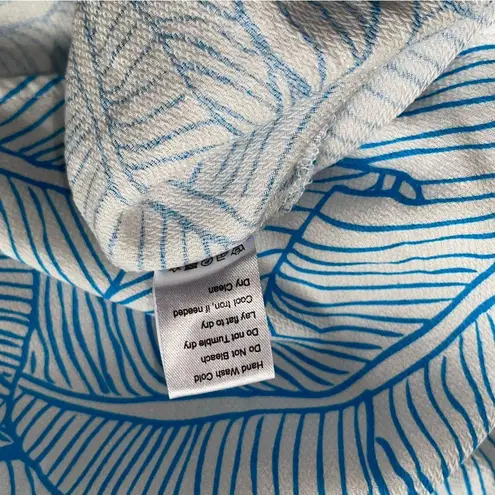 Hand Wash Cold
Do Not Bleach
Do not Tumble dry
Lay flat to dry
Cool Iron, if needed
Dry Clean